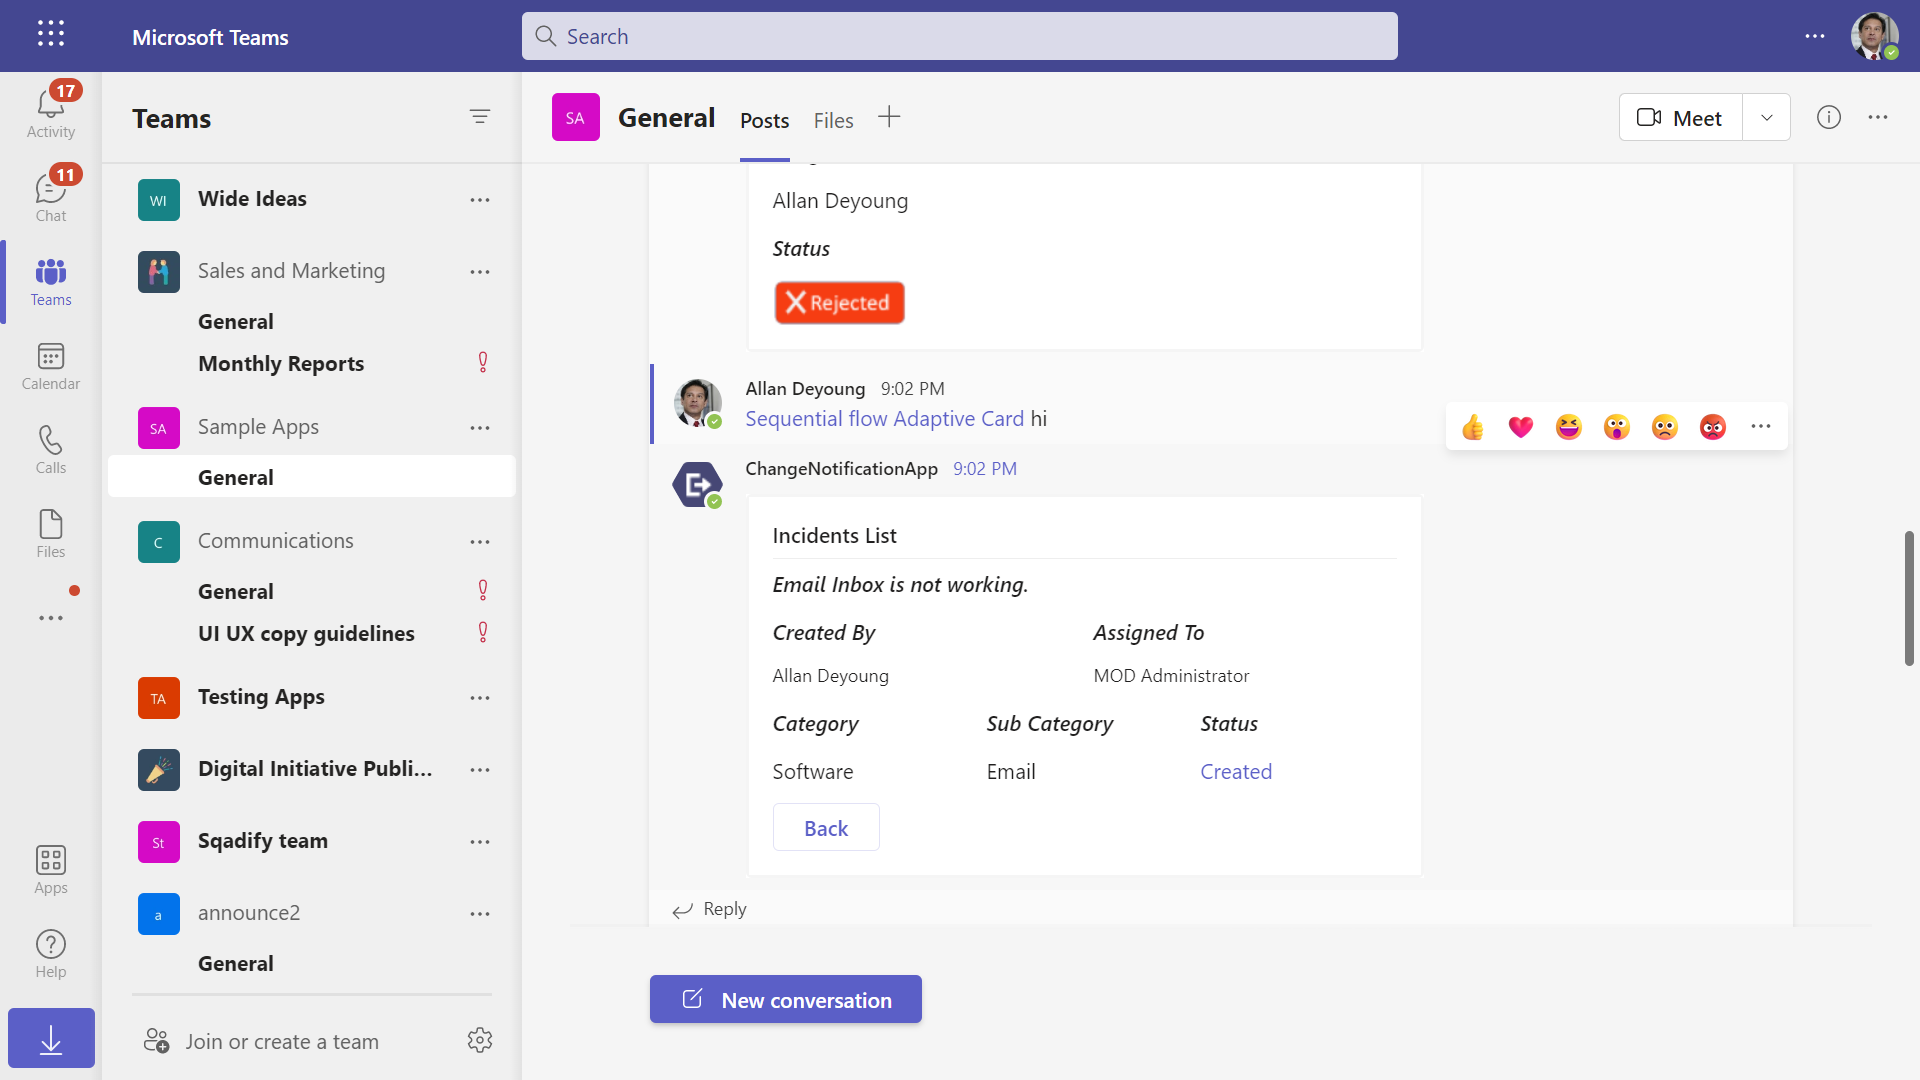 Microsoft Teams
Search
17
Activity
11
Chat
Teams
Calendar
Calls
Files
Apps
Help
Teams
WI Wide Ideas
Sales and Marketing
General
Monthly Reports
SA Sample Apps
General
C Communications
General
UI UX copy guidelines
TA Testing Apps
Digital Initiative Publi...
St Sqadify team
a announce2
General
Join or create a team
SA General Posts Files
Meet
Allan Deyoung
Status
Rejected
Allan Deyoung 9:02 PM
Sequential flow Adaptive Card hi
ChangeNotificationApp 9:02 PM
Incidents List
Email Inbox is not working.
Created By Assigned To
Allan Deyoung MOD Administrator
Category Sub Category Status
Software Email Created
Back
Reply
New conversation